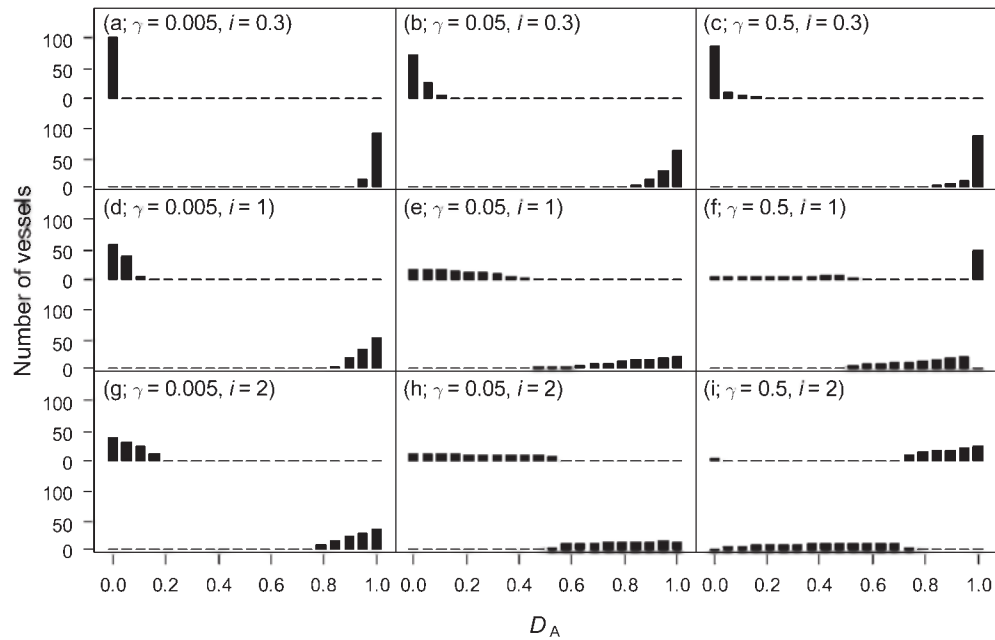 (a; γ = 0.005, i = 0.3)
(b; γ = 0.05, i = 0.3)
(c; γ = 0.5, i = 0.3)
100
50
0
100
50
0
(d; γ = 0.005, i = 1)
(e; γ = 0.05, i = 1)
(f; γ = 0.5, i = 1)
100
50
0
100
50
0
(g; γ = 0.005, i = 2)
(h; γ = 0.05, i = 2)
(i; γ = 0.5, i = 2)
100
50
0
100
50
0
Number of vessels
0.0 0.2 0.4 0.6 0.8 1.0
0.0 0.2 0.4 0.6 0.8 1.0
0.0 0.2 0.4 0.6 0.8 1.0
DA